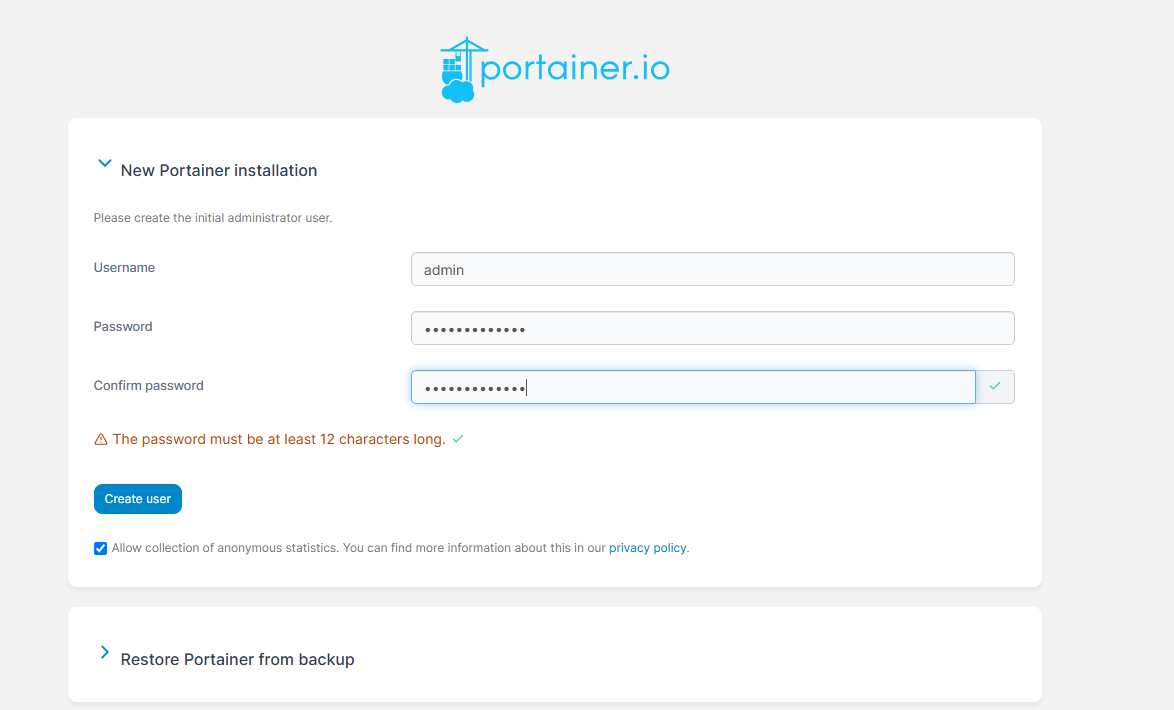 portainer.io
New Portainer installation
Please create the initial administrator user.
Username
admin
Password
•••••••••••••
Confirm password
•••••••••••••
The password must be at least 12 characters long.
Create user
Allow collection of anonymous statistics. You can find more information about this in our privacy policy.
Restore Portainer from backup